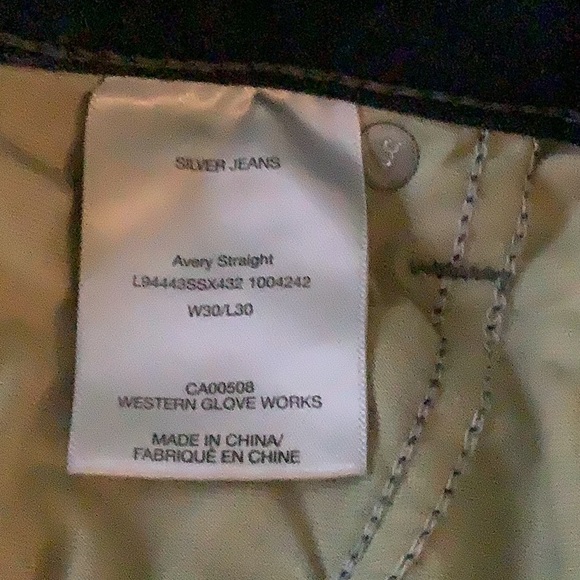 SILVER JEANS
Avery Straight
L94443SSX432 1004242
W30/L30
CA00508
WESTERN GLOVE WORKS
MADE IN CHINA/
FABRIQUÉ EN CHINE